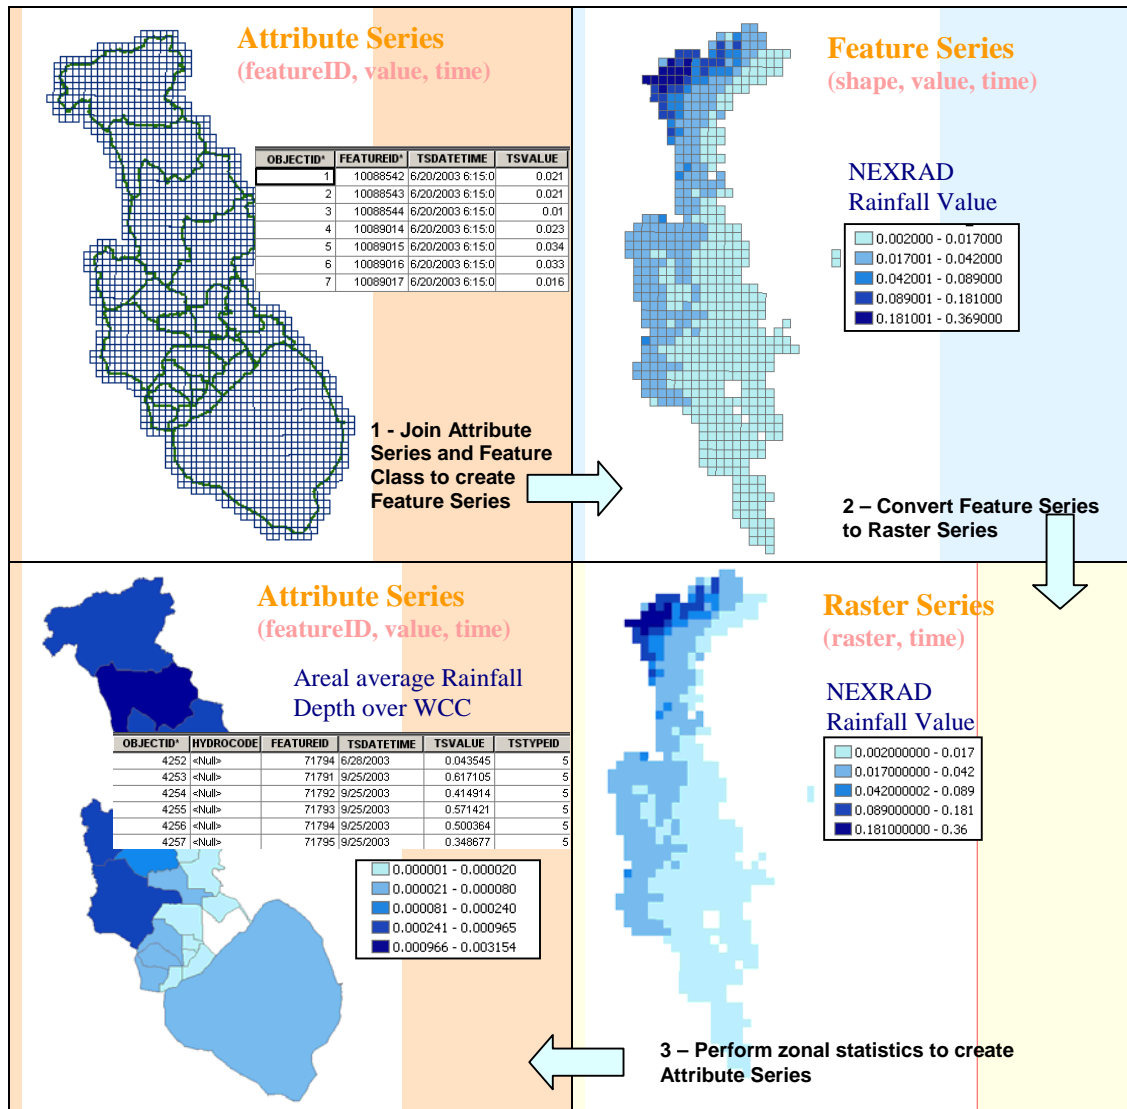 Attribute Series
(featureID, value, time)
OBJECTID* FEATUREID* TSDATETIME TSVALUE
1 10088542 6/20/2003 6:15:0 0.021
2 10088543 6/20/2003 6:15:0 0.021
3 10088544 6/20/2003 6:15:0 0.01
4 10089014 6/20/2003 6:15:0 0.023
5 10089015 6/20/2003 6:15:0 0.034
6 10089016 6/20/2003 6:15:0 0.033
7 10089017 6/20/2003 6:15:0 0.016
1 - Join Attribute
Series and Feature
Class to create
Feature Series
Feature Series
(shape, value, time)
NEXRAD
Rainfall Value
0.002000 - 0.017000
0.017001 - 0.042000
0.042001 - 0.089000
0.089001 - 0.181000
0.181001 - 0.369000
2 – Convert Feature Series
to Raster Series
Attribute Series
(featureID, value, time)
Areal average Rainfall
Depth over WCC
OBJECTID* HYDROCODE FEATUREID TSDATETIME TSVALUE TSTYPEID
4252 <Null> 71794 6/28/2003 0.043545 5
4253 <Null> 71791 9/25/2003 0.617105 5
4254 <Null> 71792 9/25/2003 0.414914 5
4255 <Null> 71793 9/25/2003 0.571421 5
4256 <Null> 71794 9/25/2003 0.500364 5
4257 <Null> 71795 9/25/2003 0.348677 5
0.000001 - 0.000020
0.000021 - 0.000080
0.000081 - 0.000240
0.000241 - 0.000965
0.000966 - 0.003154
Raster Series
(raster, time)
NEXRAD
Rainfall Value
0.002000000 - 0.017
0.017000000 - 0.042
0.042000002 - 0.089
0.089000000 - 0.181
0.181000000 - 0.36
3 – Perform zonal statistics to create
Attribute Series